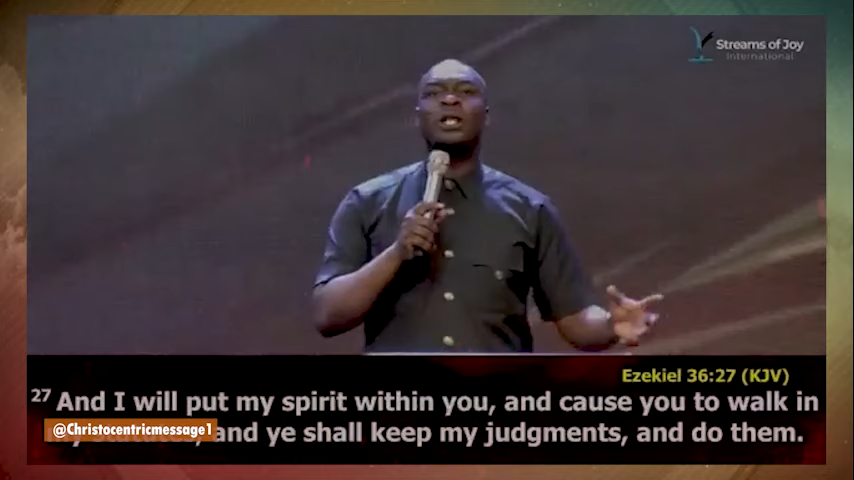 Streams of Joy
International
Ezekiel 36:27 (KJV)
27 And I will put my spirit within you, and cause you to walk in
and ye shall keep my judgments, and do them.
@Christocentricmessage1